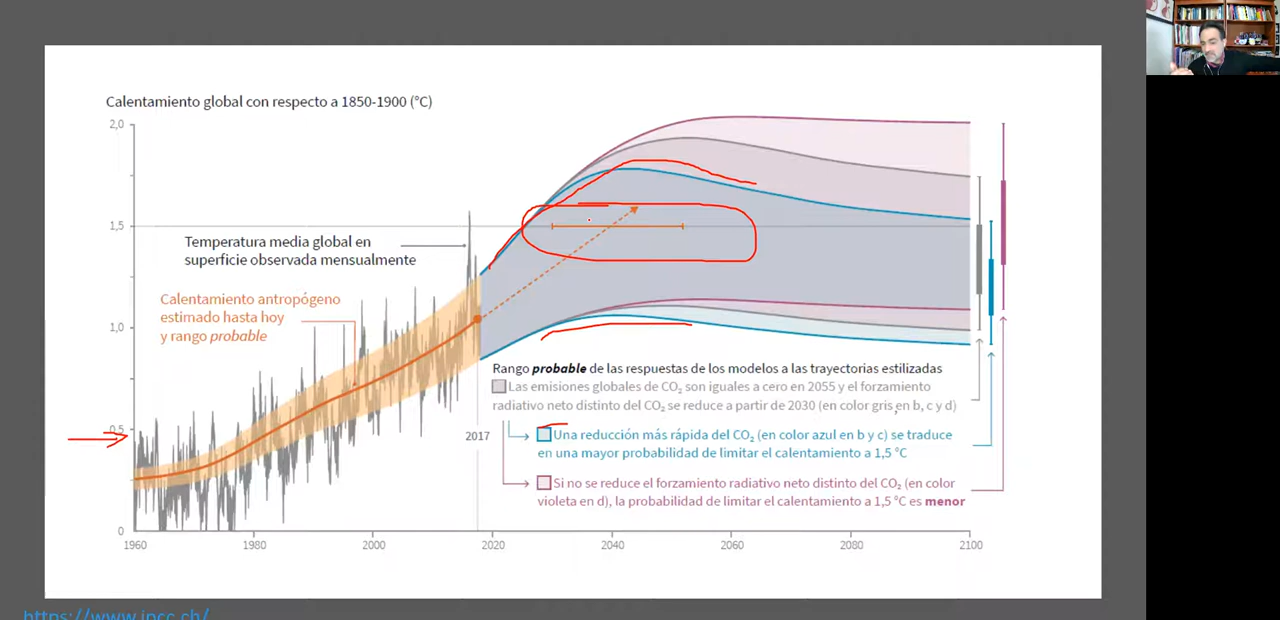 Calentamiento global con respecto a 1850-1900 (°C)
2,0
1,5
Temperatura media global en
superficie observada mensualmente
Calentamiento antropógeno
estimado hasta hoy
y rango probable
1,0
Rango probable de las respuestas de los modelos a las trayectorias estilizadas
Las emisiones globales de CO₂ son iguales a cero en 2055 y el forzamiento
radiativo neto distinto del CO₂ se reduce a partir de 2030 (en color gris en b, c y d)
0,5
2017
Una reducción más rápida del CO₂ (en color azul en b y c) se traduce
en una mayor probabilidad de limitar el calentamiento a 1,5 °C
Si no se reduce el forzamiento radiativo neto distinto del CO₂ (en color
violeta en d), la probabilidad de limitar el calentamiento a 1,5 °C es menor
0
1960 1980 2000 2020 2040 2060 2080 2100
https://www.ipcc.ch/